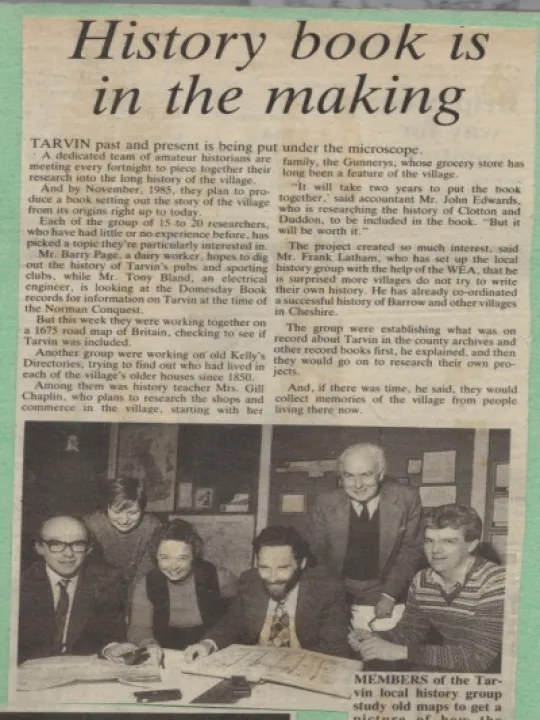 History book is
in the making
TARVIN past and present is being put under the microscope.
A dedicated team of amateur historians are
meeting every fortnight to piece together their
research into the long history of the village.
And by November, 1985, they plan to pro-
duce a book setting out the story of the village
from its origins right up to today.
Each of the group of 15 to 20 researchers,
who have had little or no experience before, has
picked a topic they're particularly interested in.
Mr. Barry Page, a dairy worker, hopes to dig
out the history of Tarvin's pubs and sporting
clubs, while Mr. Tony Bland, an electrical
engineer, is looking at the Domesday Book
records for information on Tarvin at the time of
the Norman Conquest.
But this week they were working together on
a 1675 road map of Britain, checking to see if
Tarvin was included.
Another group were working on old Kelly's
Directories, trying to find out who had lived in
each of the village's older houses since 1850.
Among them was history teacher Mrs. Gill
Chaplin, who plans to research the shops and
commerce in the village, starting with her
family, the Gunnerys, whose grocery store has
long been a feature of the village.
"It will take two years to put the book
together,' said accountant Mr. John Edwards,
who is researching the history of Clotton and
Duddon, to be included in the book. "But it
will be worth it."
The project created so much interest, said
Mr. Frank Latham, who has set up the local
history group with the help of the WEA, that he
is surprised more villages do not try to write
their own history. He has already co-ordinated
a successful history of Barrow and other villages
in Cheshire.
The group were establishing what was on
record about Tarvin in the county archives and
other record books first, he explained, and then
they would go on to research their own pro-
jects.
And, if there was time, he said, they would
collect memories of the village from people
living there now.
MEMBERS of the Tar-
vin local history group
study old maps to get a
picture of how the